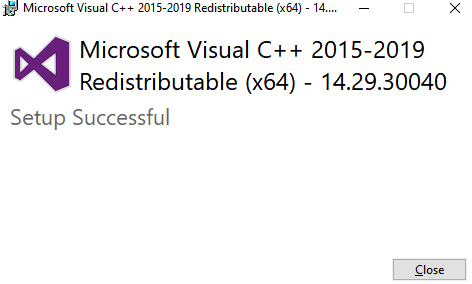 Microsoft Visual C++ 2015-2019 Redistributable (x64) - 14....
Microsoft Visual C++ 2015-2019
Redistributable (x64) - 14.29.30040
Setup Successful
Close